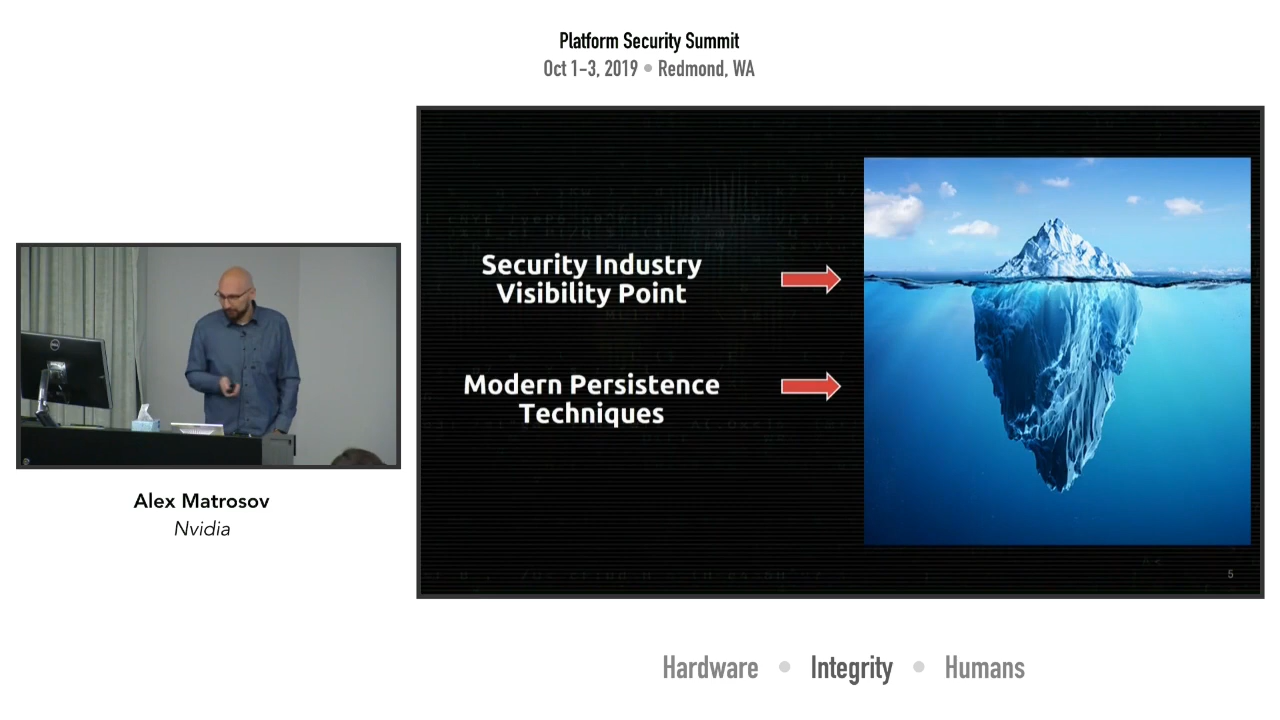 Platform Security Summit
Oct 1-3, 2019 • Redmond, WA
Security Industry
Visibility Point
Modern Persistence
Techniques
5
Alex Matrosov
Nvidia
Hardware • Integrity • Humans